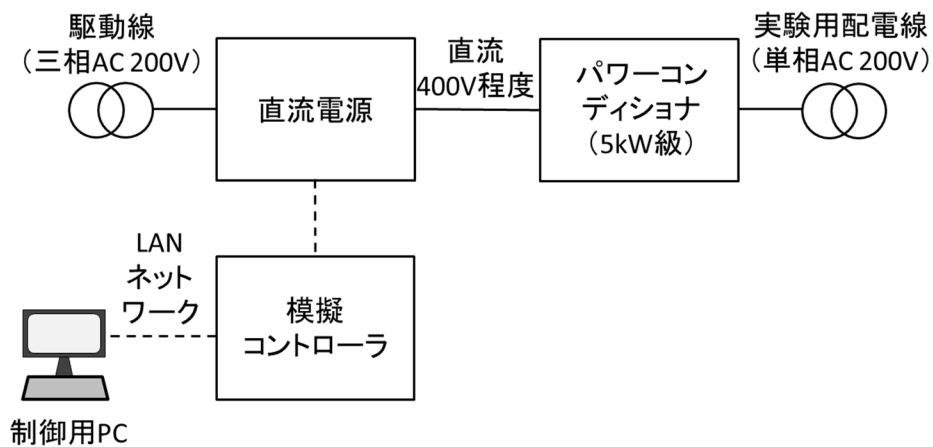 駆動線
（三相AC 200V）
直流電源
直流
400V程度
パワーコン
ディショナ
（5kW級）
実験用配電線
（単相AC 200V）
LAN
ネット
ワーク
模擬
コントローラ
制御用PC